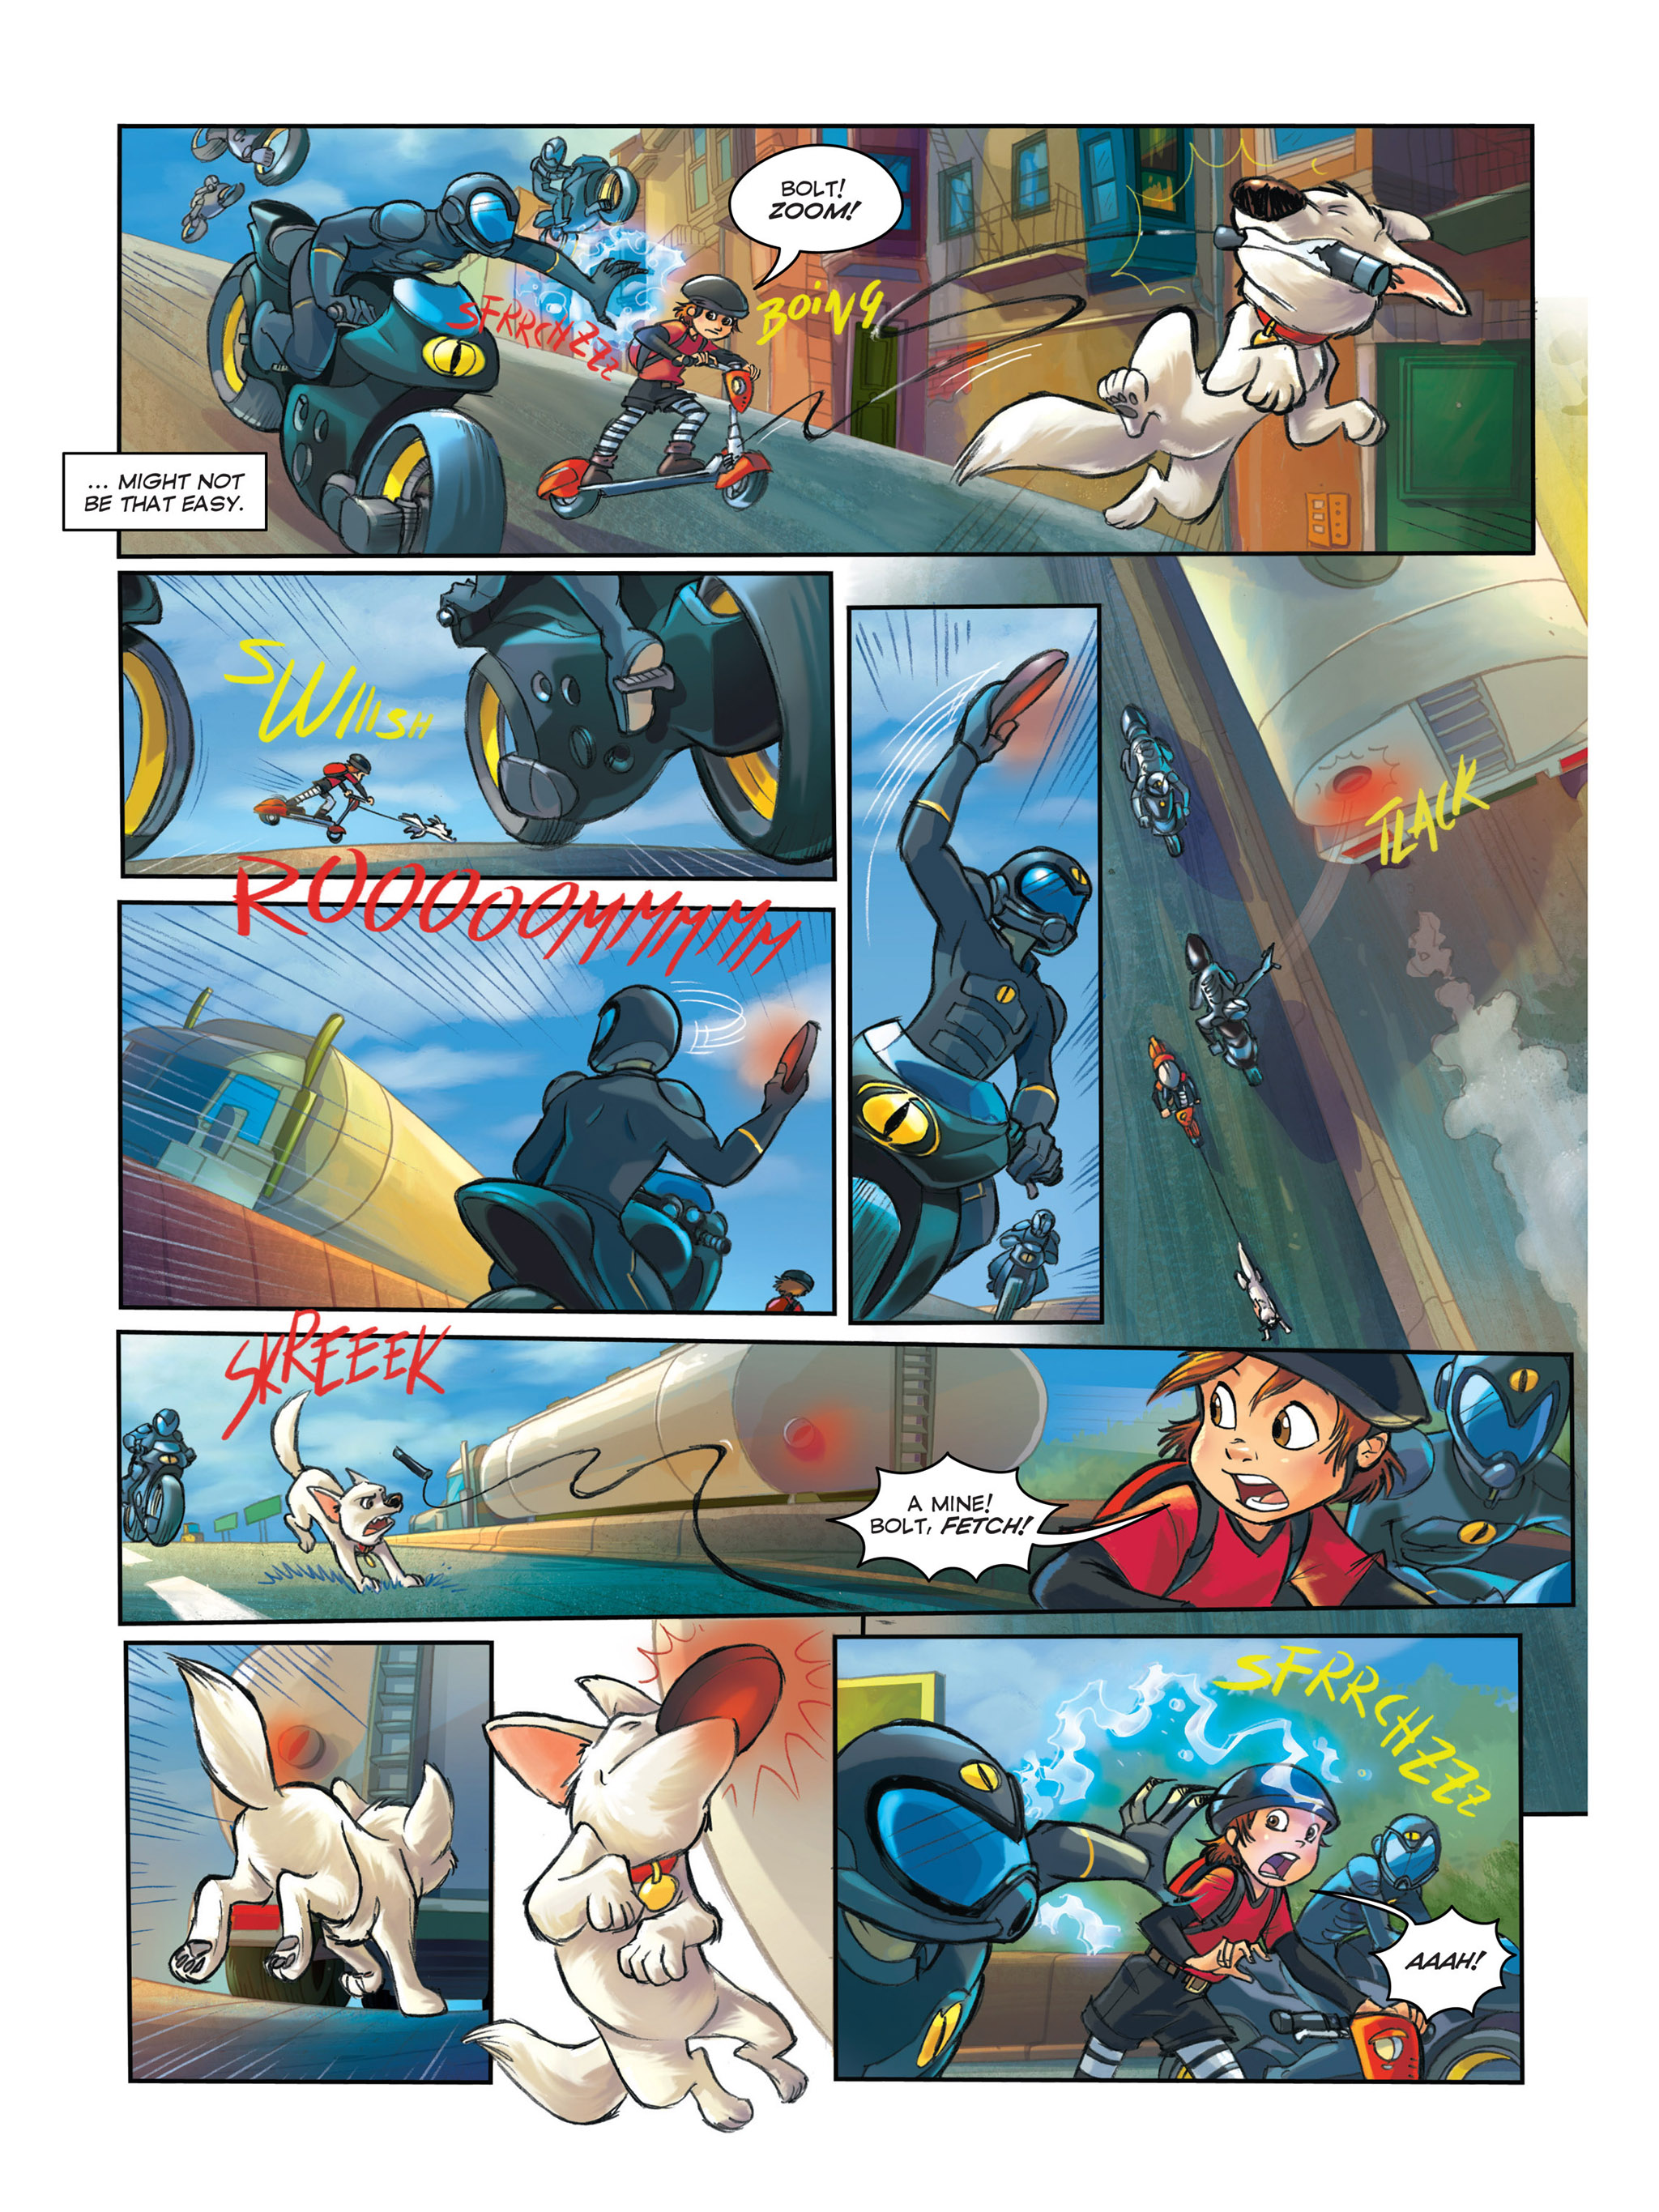 BOLT!
ZOOM!
SFRRCHZZZ
BOING
... MIGHT NOT
BE THAT EASY.
SWIIISH
ROOOOOMMMMM
TLACK
SKREEEK
A MINE!
BOLT, FETCH!
SFRRCHZZZ
AAAH!